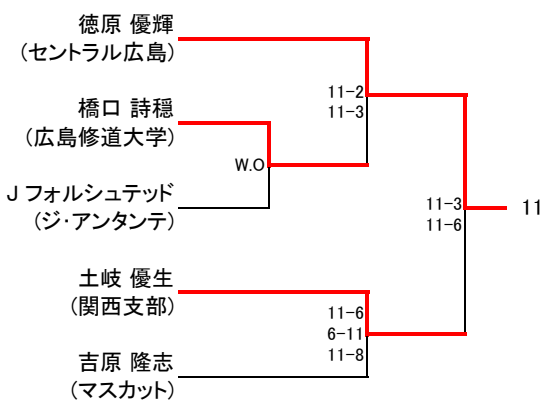 徳原 優輝
(セントラル広島)
11-2
11-3
橋口 詩穏
(広島修道大学)
W.O
J フォルシュテッド
(ジ・アンタンテ)
11-3
11-6
11
土岐 優生
(関西支部)
11-6
6-11
11-8
吉原 隆志
(マスカット)